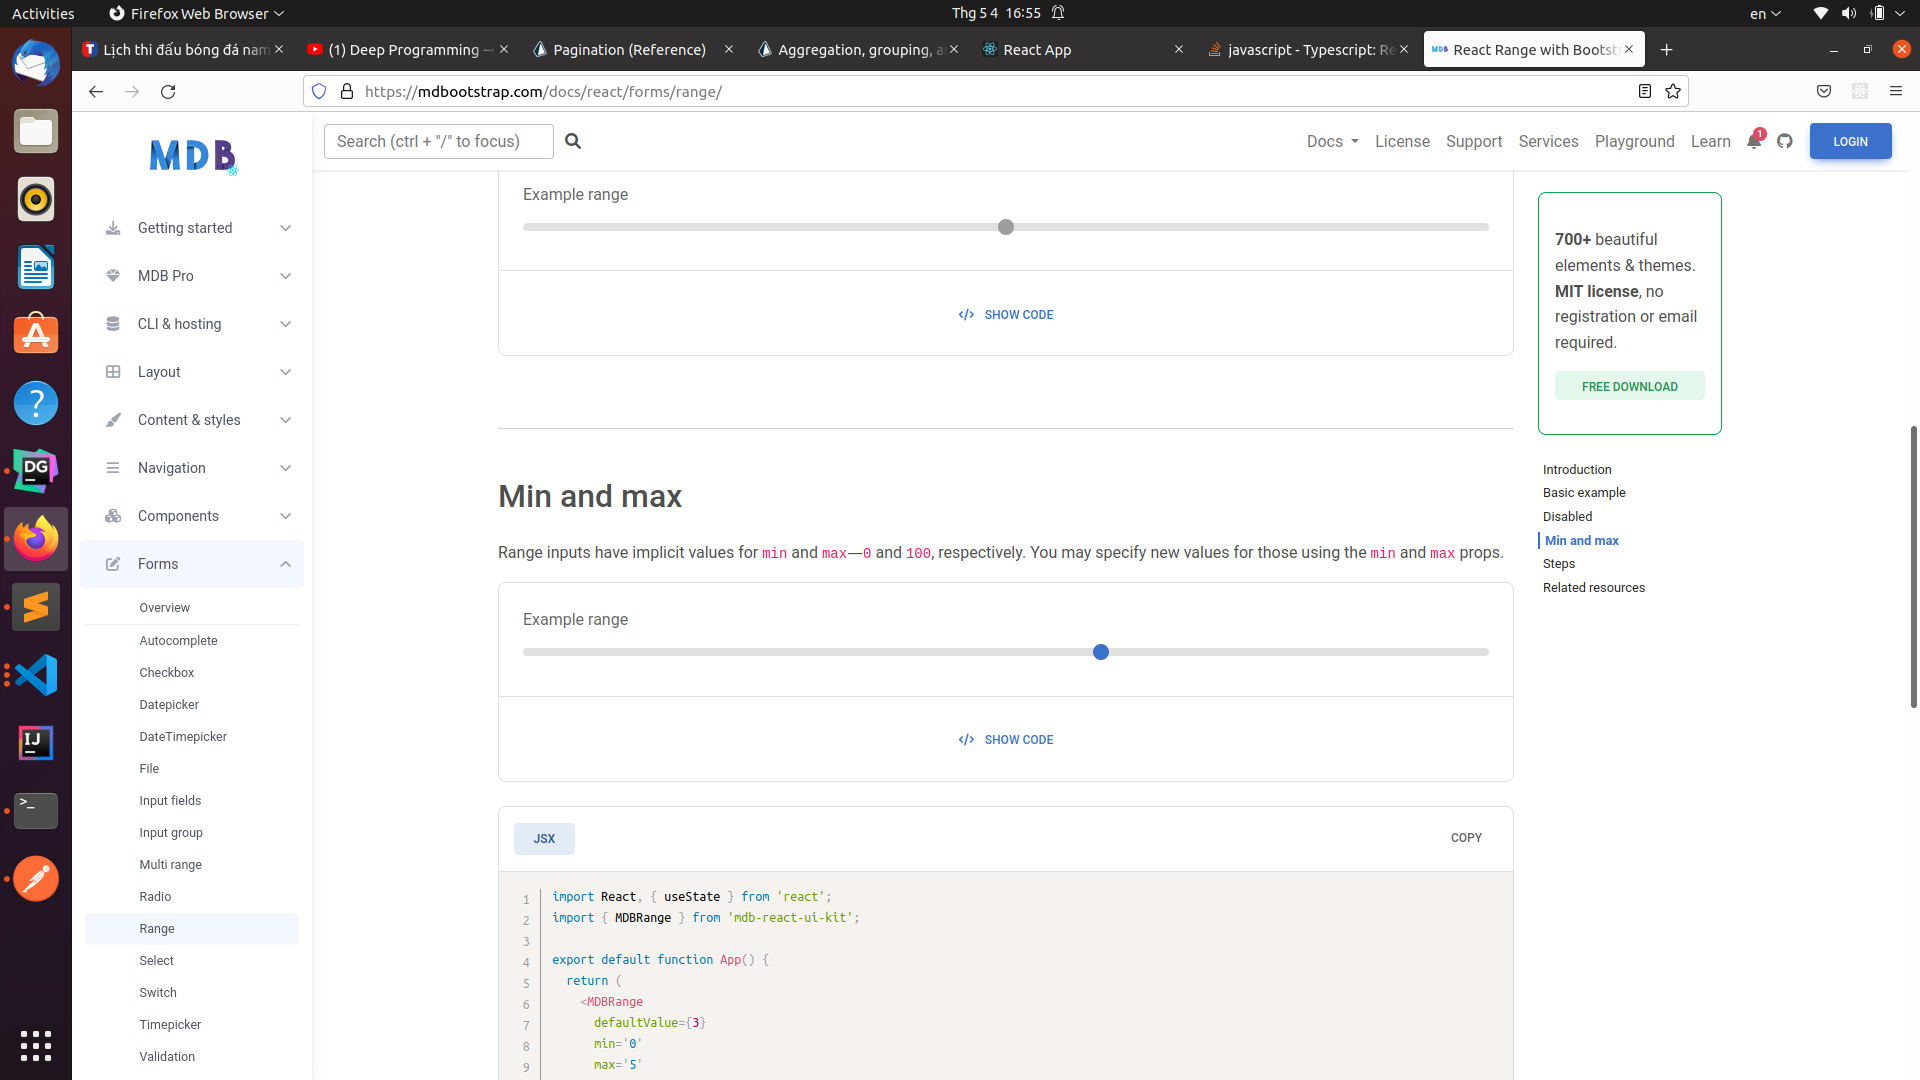 Activities
Firefox Web Browser
Thg 5 4 16:55
en
Lịch thi đấu bóng đá nam
(1) Deep Programming -
Pagination (Reference)
Aggregation, grouping, a
React App
javascript - Typescript: Re
React Range with Bootst
https://mdbootstrap.com/docs/react/forms/range/
MDB
Search (ctrl + "/" to focus)
Docs
License
Support
Services
Playground
Learn
1
LOGIN
Getting started
MDB Pro
CLI & hosting
Layout
Content & styles
Navigation
Components
Forms
Overview
Autocomplete
Checkbox
Datepicker
DateTimepicker
File
Input fields
Input group
Multi range
Radio
Range
Select
Switch
Timepicker
Validation
Example range
</> SHOW CODE
Min and max
Range inputs have implicit values for min and max—0 and 100, respectively. You may specify new values for those using the min and max props.
Example range
</> SHOW CODE
JSX
COPY
1 import React, { useState } from 'react';
2 import { MDBRange } from 'mdb-react-ui-kit';
3
4 export default function App() {
5 return (
6 <MDBRange
7 defaultValue={3}
8 min='0'
9 max='5'
700+ beautiful
elements & themes.
MIT license, no
registration or email
required.
FREE DOWNLOAD
Introduction
Basic example
Disabled
Min and max
Steps
Related resources
DG
IJ
>_